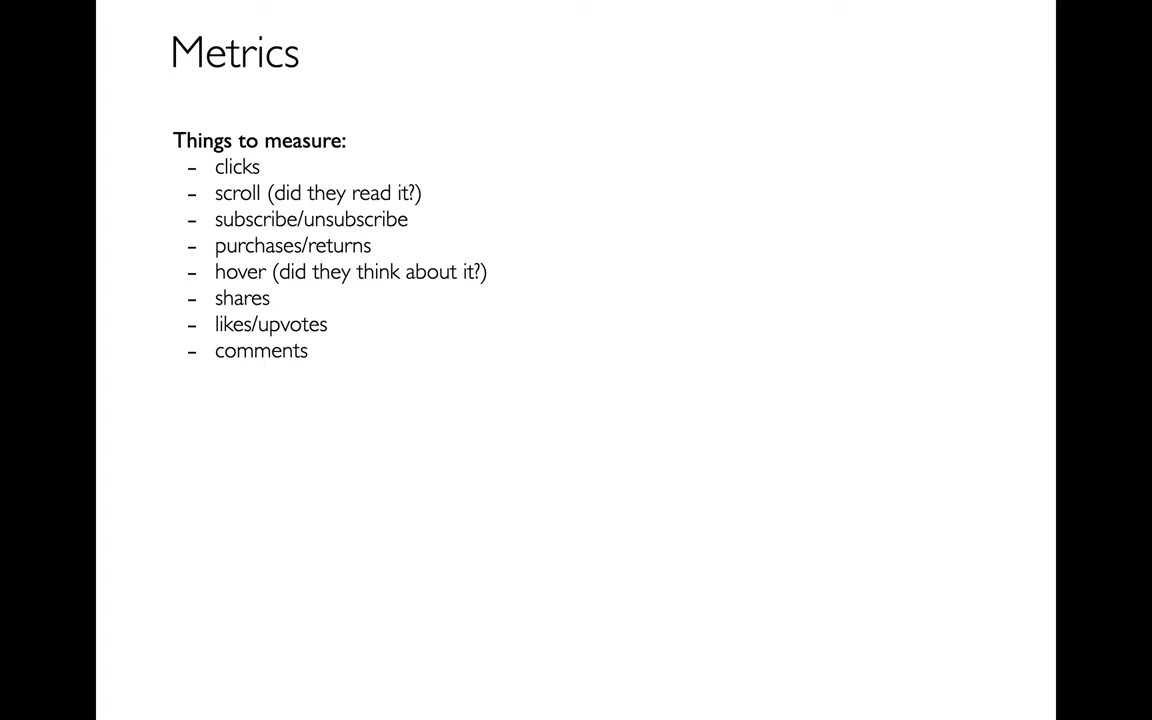 Metrics
Things to measure:
- clicks
- scroll (did they read it?)
- subscribe/unsubscribe
- purchases/returns
- hover (did they think about it?)
- shares
- likes/upvotes
- comments